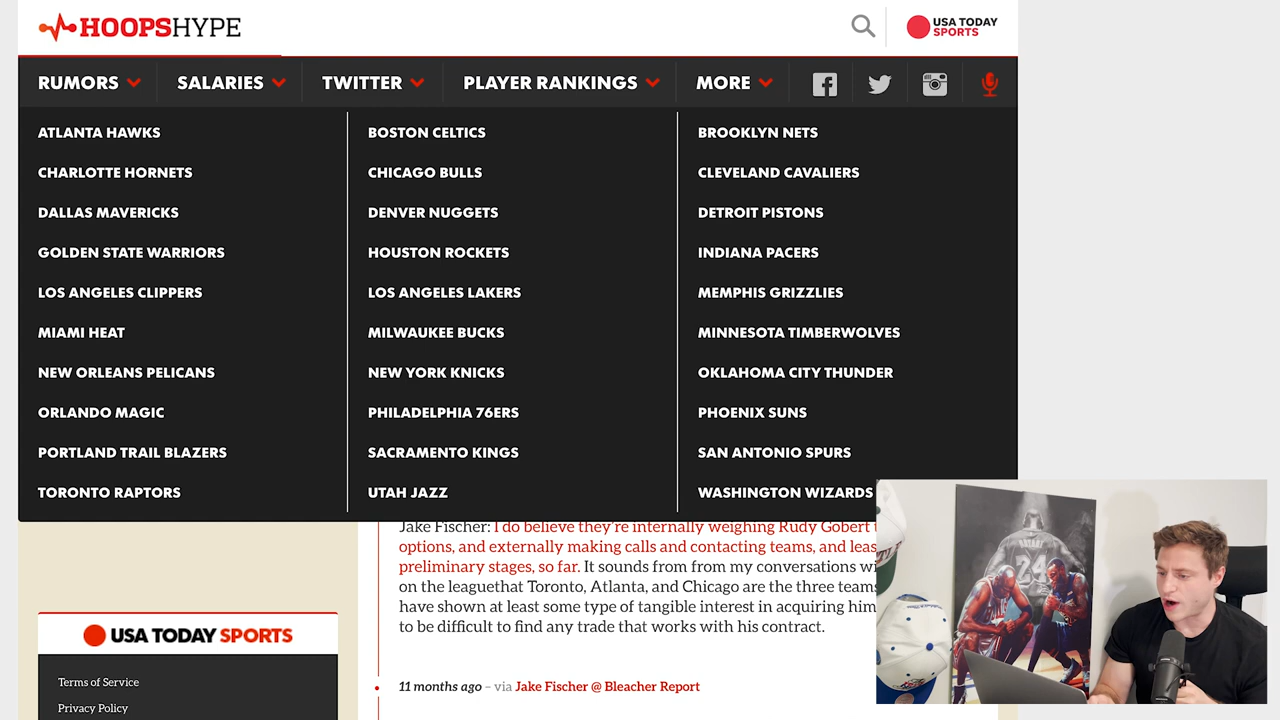 HOOPSHYPE
USA TODAY
SPORTS
RUMORS SALARIES TWITTER PLAYER RANKINGS MORE
ATLANTA HAWKS BOSTON CELTICS BROOKLYN NETS
CHARLOTTE HORNETS CHICAGO BULLS CLEVELAND CAVALIERS
DALLAS MAVERICKS DENVER NUGGETS DETROIT PISTONS
GOLDEN STATE WARRIORS HOUSTON ROCKETS INDIANA PACERS
LOS ANGELES CLIPPERS LOS ANGELES LAKERS MEMPHIS GRIZZLIES
MIAMI HEAT MILWAUKEE BUCKS MINNESOTA TIMBERWOLVES
NEW ORLEANS PELICANS NEW YORK KNICKS OKLAHOMA CITY THUNDER
ORLANDO MAGIC PHILADELPHIA 76ERS PHOENIX SUNS
PORTLAND TRAIL BLAZERS SACRAMENTO KINGS SAN ANTONIO SPURS
TORONTO RAPTORS UTAH JAZZ WASHINGTON WIZARDS
Jake Fischer: I do believe they're internally weighing Rudy Gobert
options, and externally making calls and contacting teams, and
preliminary stages, so far. It sounds from from my conversations
on the leaguethat Toronto, Atlanta, and Chicago are the three teams
have shown at least some type of tangible interest in acquiring him
to be difficult to find any trade that works with his contract.
11 months ago – via Jake Fischer @ Bleacher Report
USA TODAY SPORTS
Terms of Service
Privacy Policy
BRYANT
24